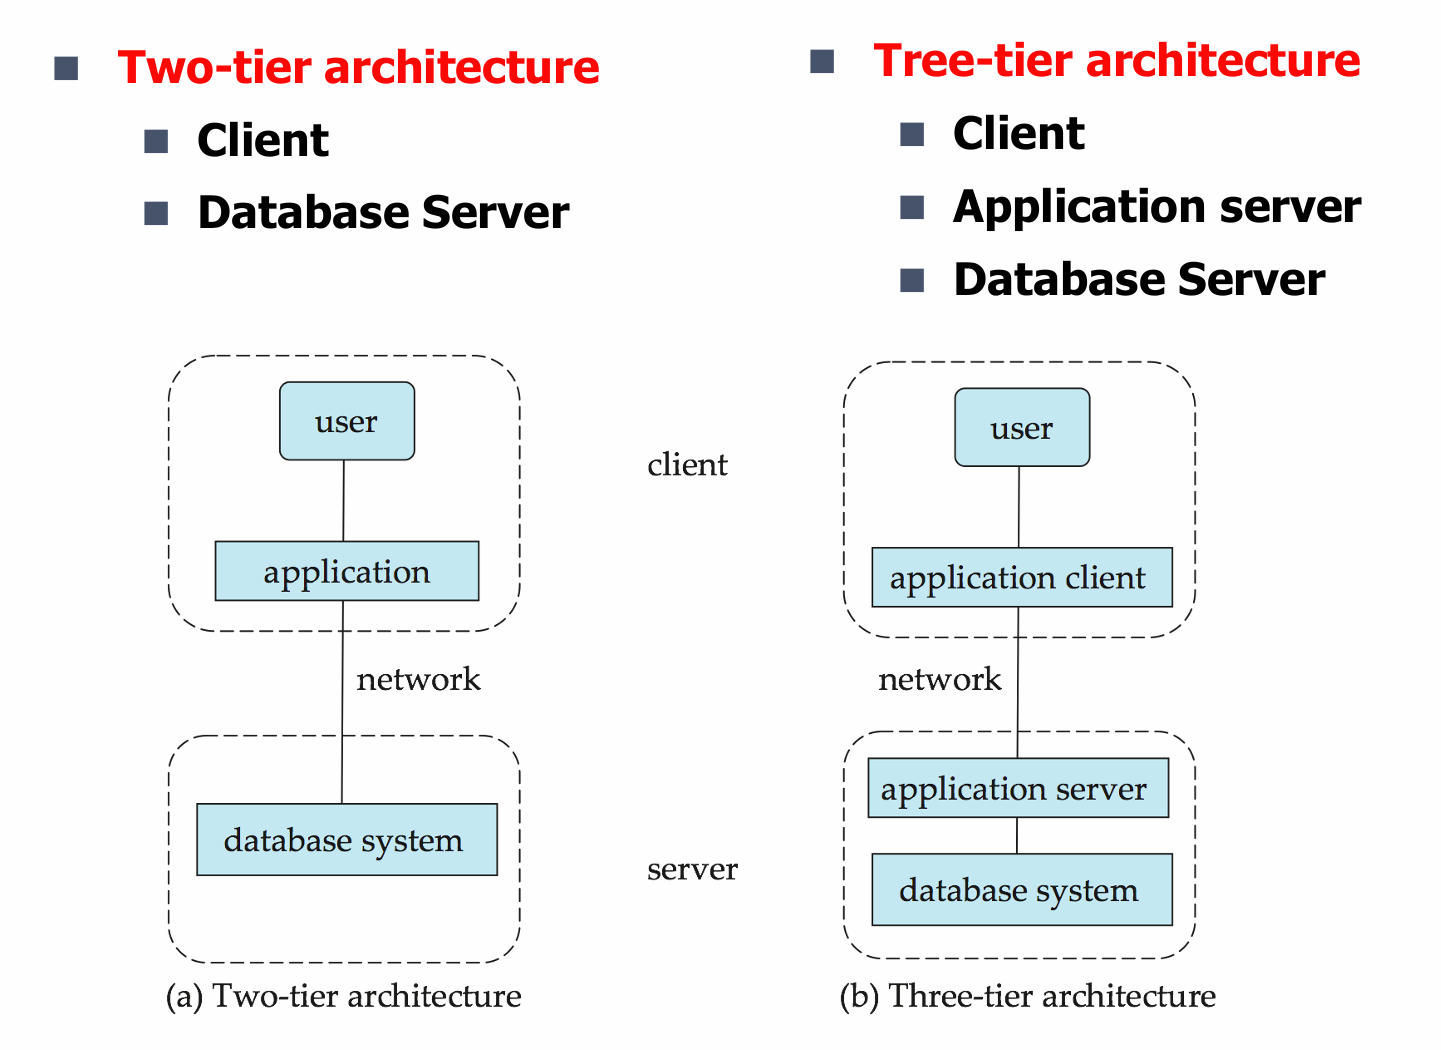 Two-tier architecture
Client
Database Server
Tree-tier architecture
Client
Application server
Database Server
user
application
network
database system
(a) Two-tier architecture
client
server
user
application client
network
application server
database system
(b) Three-tier architecture